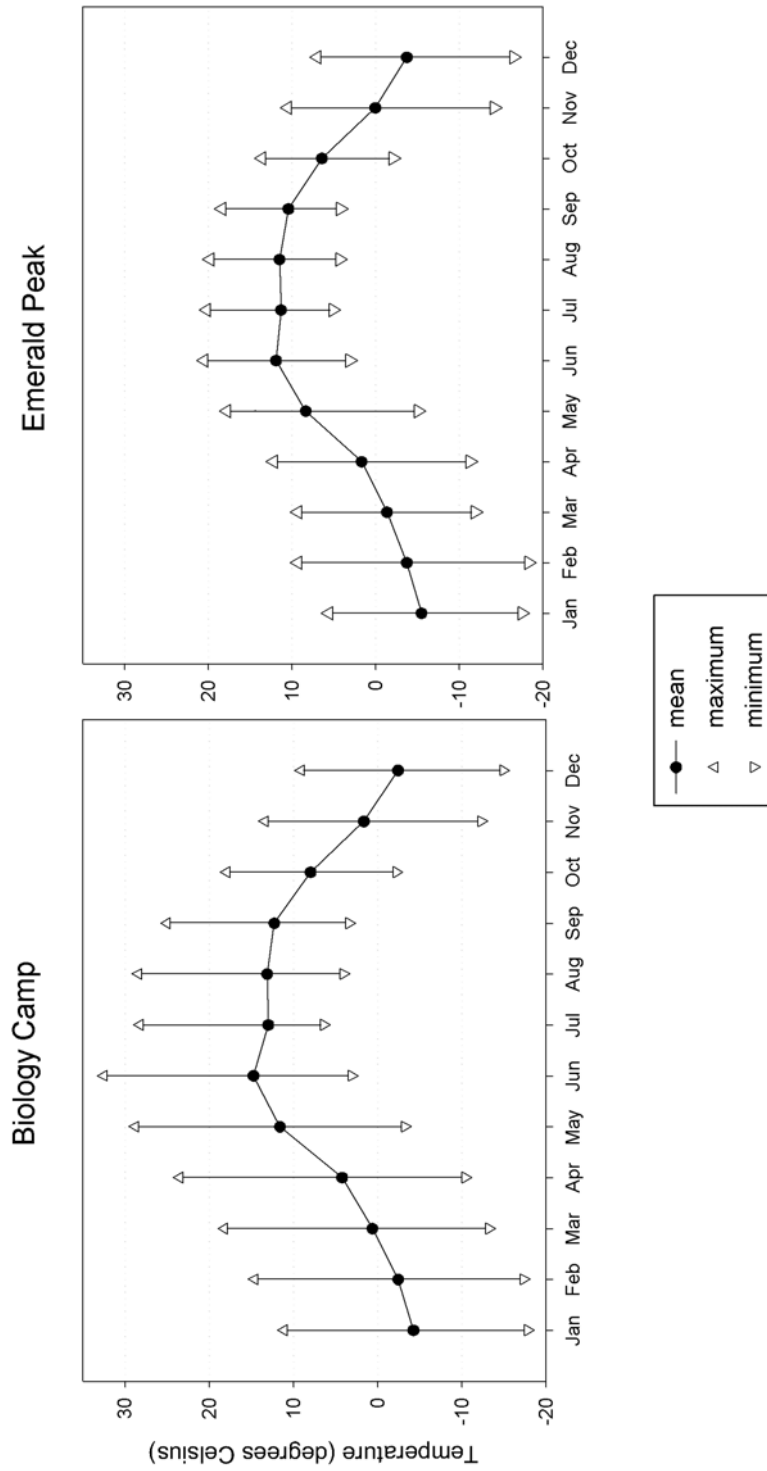 Biology Camp
Emerald Peak
Temperature (degrees Celsius)
30
20
10
0
-10
-20
Jan Feb Mar Apr May Jun Jul Aug Sep Oct Nov Dec
30
20
10
0
-10
-20
Jan Feb Mar Apr May Jun Jul Aug Sep Oct Nov Dec
mean
maximum
minimum